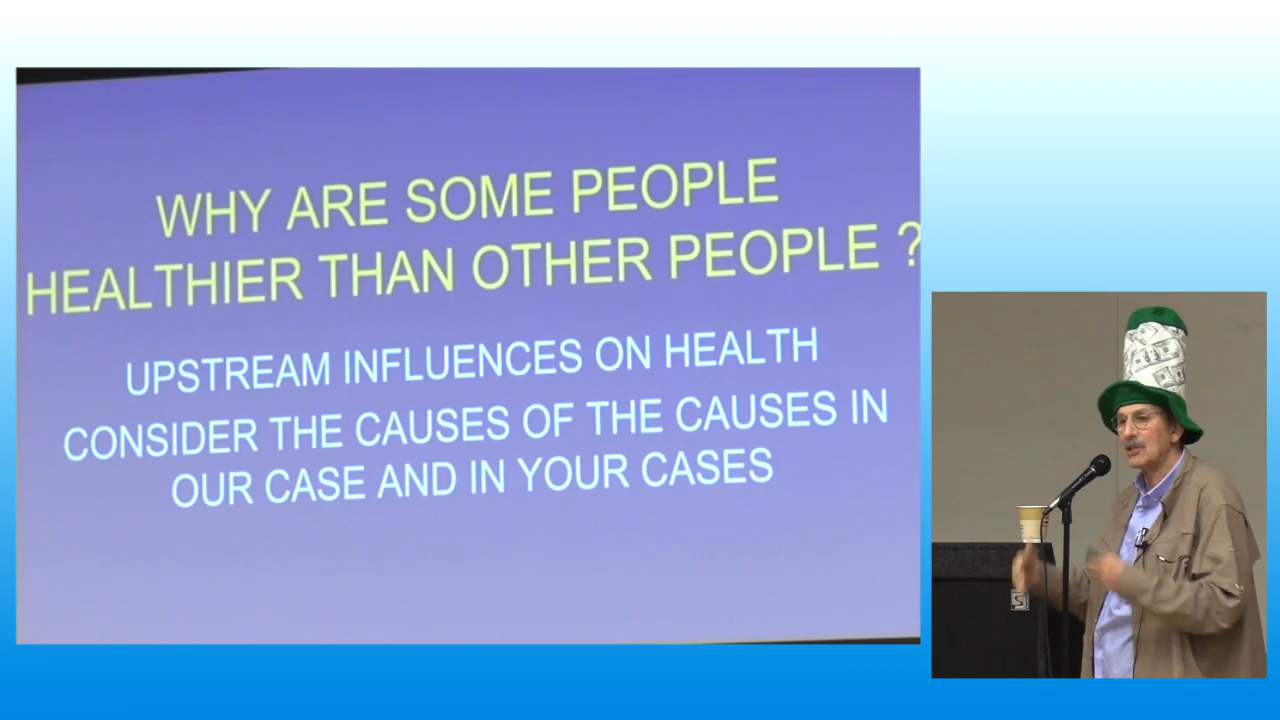 WHY ARE SOME PEOPLE
HEALTHIER THAN OTHER PEOPLE ?
UPSTREAM INFLUENCES ON HEALTH
CONSIDER THE CAUSES OF THE CAUSES IN
OUR CASE AND IN YOUR CASES